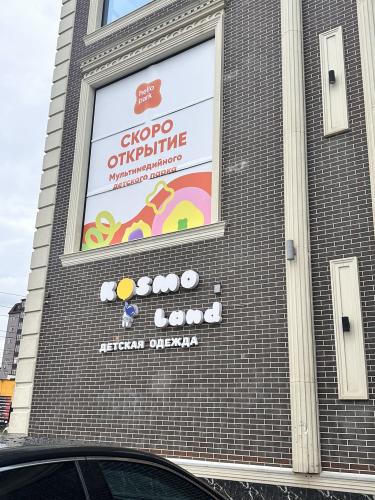 hello
park
СКОРО
ОТКРЫТИЕ
Мультимедийного
детского парка
KOSMO
Land
ДЕТСКАЯ ОДЕЖДА